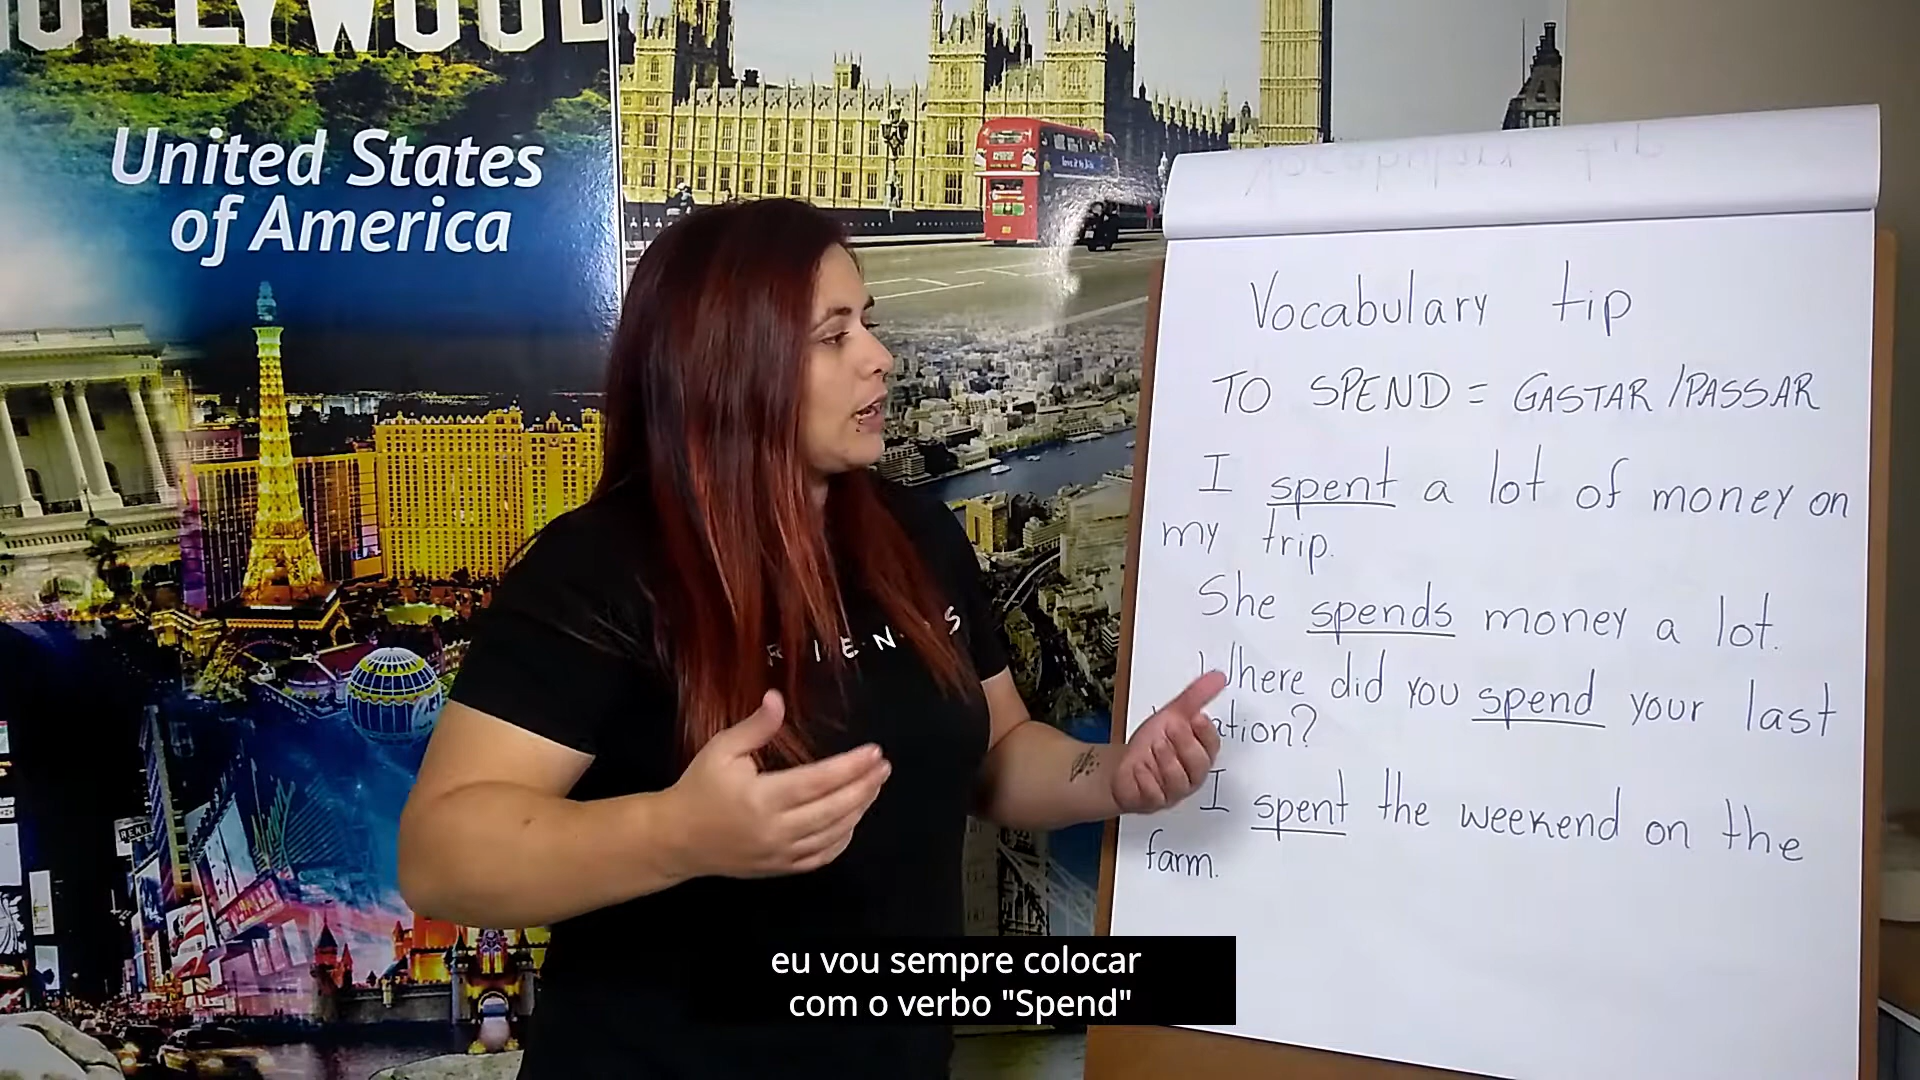 HOLLYWOOD
United States
of America
Vocabulary tip
TO SPEND = GASTAR / PASSAR
I spent a lot of money on
my trip.
She spends money a lot.
Where did you spend your last
ation?
I spent the weekend on the
farm.
RENT
eu vou sempre colocar
com o verbo "Spend"